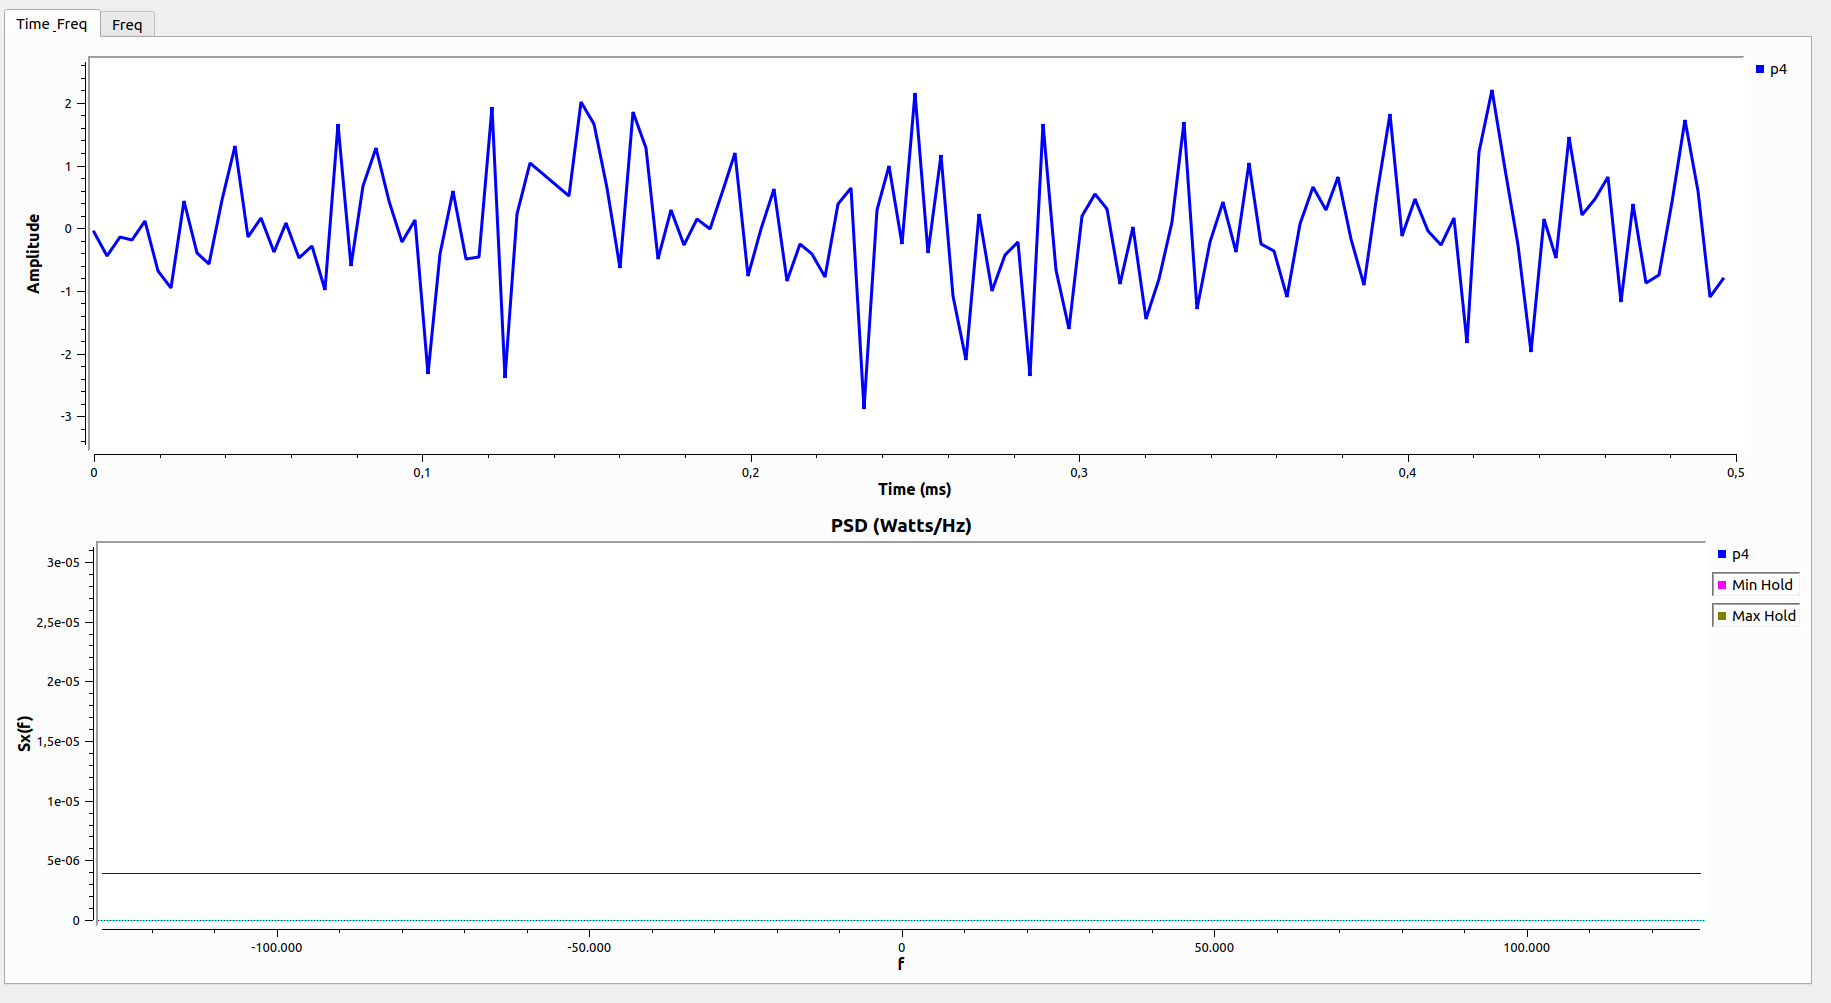 Time_Freq
Freq
p4
2
1
0
-1
-2
-3
Amplitude
0
0,1
0,2
0,3
0,4
0,5
Time (ms)
PSD (Watts/Hz)
p4
Min Hold
Max Hold
3e-05
2,5e-05
2e-05
1,5e-05
1e-05
5e-06
0
Sx(f)
-100.000
-50.000
0
50.000
100.000
f